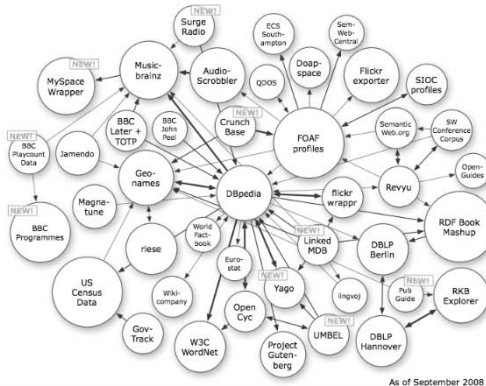 Surge
Radio
ECS
South-
ampton
Sem-
Web-
Central
NEW!
Music-
brainz
NEW!
MySpace
Wrapper
Audio-
Scrobbler
QDOS
Doap-
space
Flickr
exporter
SIOC
profiles
NEW!
BBC
Playcount
Data
BBC
Later +
TOTP
BBC
John
Peel
NEW!
Crunch
Base
FOAF
profiles
Semantic
Web.org
SW
Conference
Corpus
Jamendo
Geo-
names
DBpedia
flickr
wrappr
Revyu
Open-
Guides
Magna-
tune
NEW!
BBC
Programmes
riese
World
Fact-
book
NEW!
Linked
MDB
DBLP
Berlin
RDF Book
Mashup
US
Census
Data
Euro-
stat
Wiki-
company
NEW!
Yago
lingvoj
NEW!
Pub
Guide
RKB
Explorer
Gov-
Track
Open
Cyc
NEW!
UMBEL
W3C
WordNet
Project
Guten-
berg
DBLP
Hannover
As of September 2008